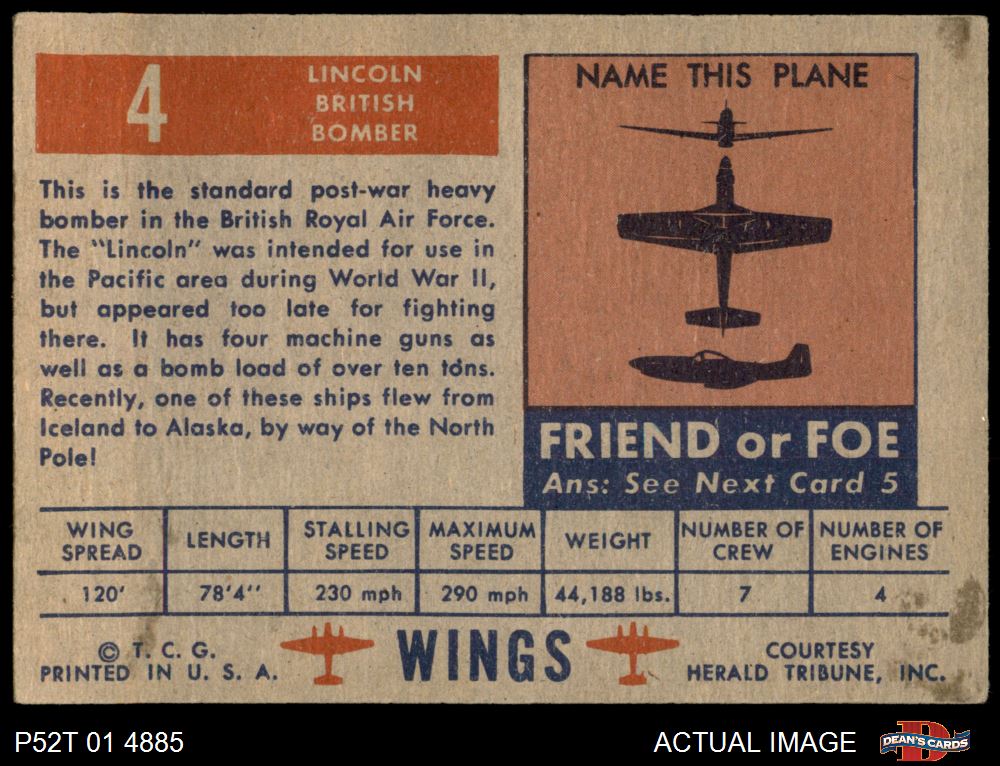 4
LINCOLN
BRITISH
BOMBER
This is the standard post-war heavy
bomber in the British Royal Air Force.
The "Lincoln" was intended for use in
the Pacific area during World War II,
but appeared too late for fighting
there. It has four machine guns as
well as a bomb load of over ten tons.
Recently, one of these ships flew from
Iceland to Alaska, by way of the North
Pole!
NAME THIS PLANE
FRIEND or FOE
Ans: See Next Card 5
WING SPREAD
LENGTH
STALLING SPEED
MAXIMUM SPEED
WEIGHT
NUMBER OF CREW
NUMBER OF ENGINES
120'
78'4"
230 mph
290 mph
44,188 lbs.
7
4
© T. C. G.
PRINTED IN U. S. A.
WINGS
COURTESY
HERALD TRIBUNE, INC.
P52T 01 4885
ACTUAL IMAGE
D
DEAN'S CARDS